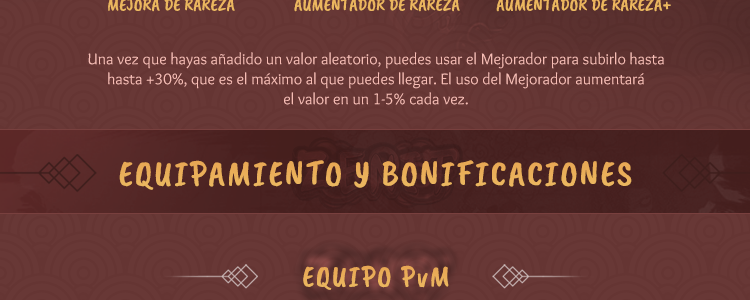 MEJORA DE RAREZA AUMENTADOR DE RAREZA AUMENTADOR DE RAREZA+
Una vez que hayas añadido un valor aleatorio, puedes usar el Mejorador para subirlo hasta
hasta +30%, que es el máximo al que puedes llegar. El uso del Mejorador aumentará
el valor en un 1-5% cada vez.
EQUIPAMIENTO Y BONIFICACIONES
EQUIPO PvM